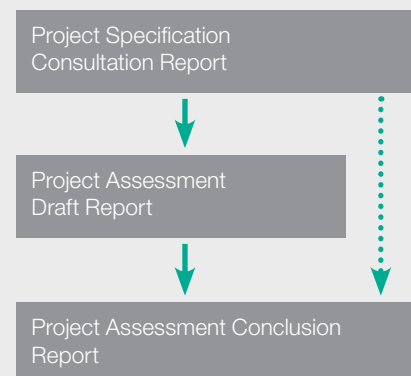 Project Specification
Consultation Report
Project Assessment
Draft Report
Project Assessment Conclusion
Report